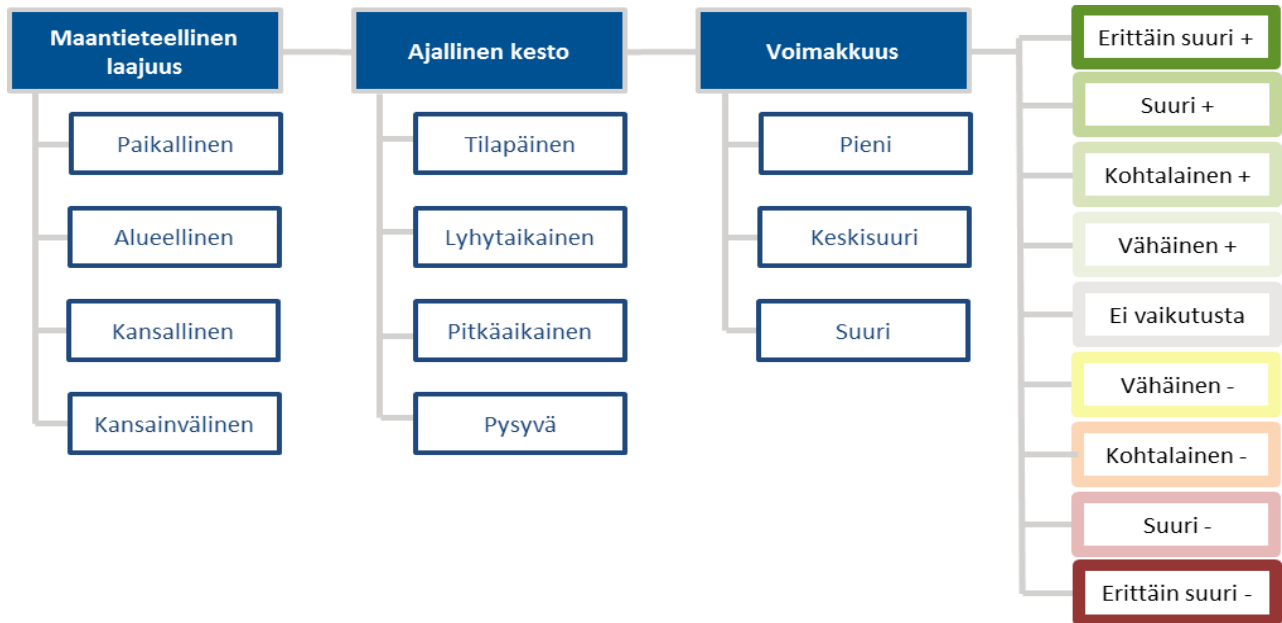 Maantieteellinen
laajuus
Paikallinen
Alueellinen
Kansallinen
Kansainvälinen
Ajallinen kesto
Tilapäinen
Lyhytaikainen
Pitkäaikainen
Pysyvä
Voimakkuus
Pieni
Keskisuuri
Suuri
Erittäin suuri +
Suuri +
Kohtalainen +
Vähäinen +
Ei vaikutusta
Vähäinen -
Kohtalainen -
Suuri -
Erittäin suuri -